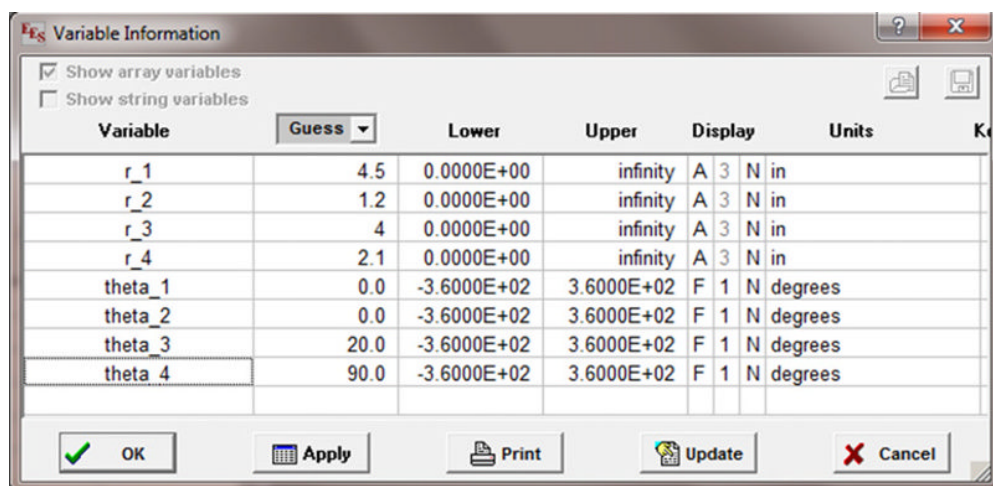 EES Variable Information
Show array variables
Show string variables
Variable Guess Lower Upper Display Units
r_1 4.5 0.0000E+00 infinity A 3 N in
r_2 1.2 0.0000E+00 infinity A 3 N in
r_3 4 0.0000E+00 infinity A 3 N in
r_4 2.1 0.0000E+00 infinity A 3 N in
theta_1 0.0 -3.6000E+02 3.6000E+02 F 1 N degrees
theta_2 0.0 -3.6000E+02 3.6000E+02 F 1 N degrees
theta_3 20.0 -3.6000E+02 3.6000E+02 F 1 N degrees
theta_4 90.0 -3.6000E+02 3.6000E+02 F 1 N degrees
OK Apply Print Update Cancel